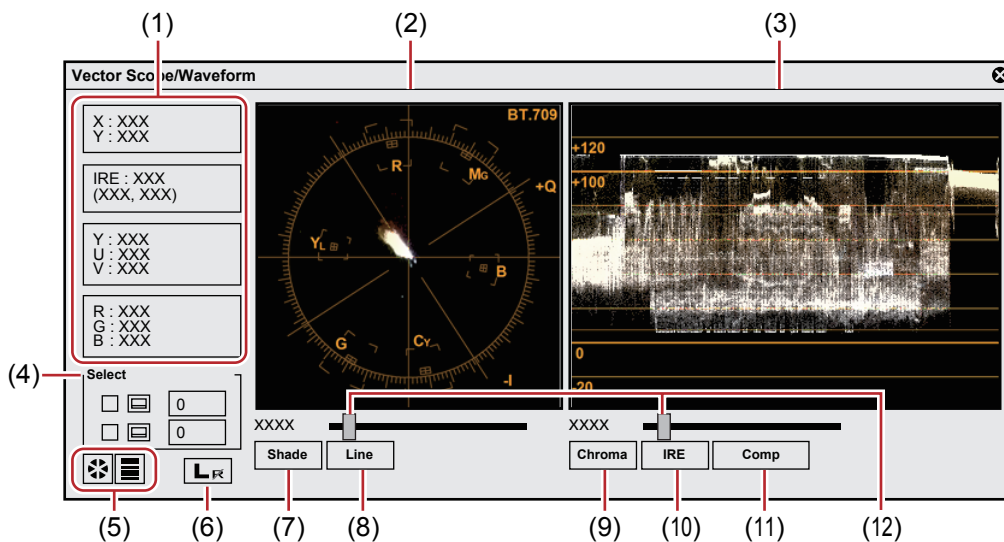 (1)
(2)
(3)
Vector Scope/Waveform
X : XXX
Y : XXX
IRE : XXX
(XXX, XXX)
Y : XXX
U : XXX
V : XXX
R : XXX
G : XXX
B : XXX
BT.709
R
MG
+Q
YL
B
G
CY
-I
+120
+100
0
-20
(4)
Select
0
0
XXXX
XXXX
Shade
Line
Chroma
IRE
Comp
L R
(5)
(6)
(7)
(8)
(9)
(10)
(11)
(12)